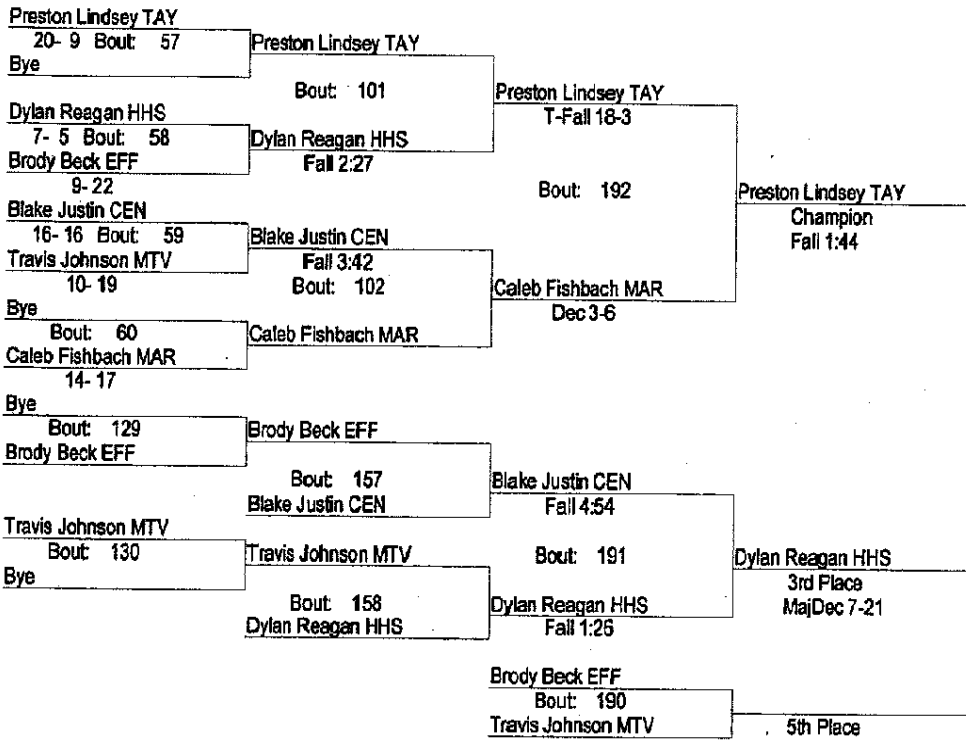 Preston Lindsey TAY
20- 9 Bout: 57
Bye
Preston Lindsey TAY
Bout: 101
Dylan Reagan HHS
7- 5 Bout: 58
Brody Beck EFF
9- 22
Dylan Reagan HHS
Fall 2:27
Preston Lindsey TAY
T-Fall 18-3
Bout: 192
Blake Justin CEN
16- 16 Bout: 59
Travis Johnson MTV
10- 19
Blake Justin CEN
Fall 3:42
Bout: 102
Bye
Bout: 60
Caleb Fishbach MAR
14- 17
Caleb Fishbach MAR
Caleb Fishbach MAR
Dec 3-6
Preston Lindsey TAY
Champion
Fall 1:44
Bye
Bout: 129
Brody Beck EFF
Brody Beck EFF
Bout: 157
Blake Justin CEN
Blake Justin CEN
Fall 4:54
Bout: 191
Travis Johnson MTV
Bout: 130
Bye
Travis Johnson MTV
Bout: 158
Dylan Reagan HHS
Dylan Reagan HHS
Fall 1:26
Dylan Reagan HHS
3rd Place
MajDec 7-21
Brody Beck EFF
Bout: 190
Travis Johnson MTV
5th Place